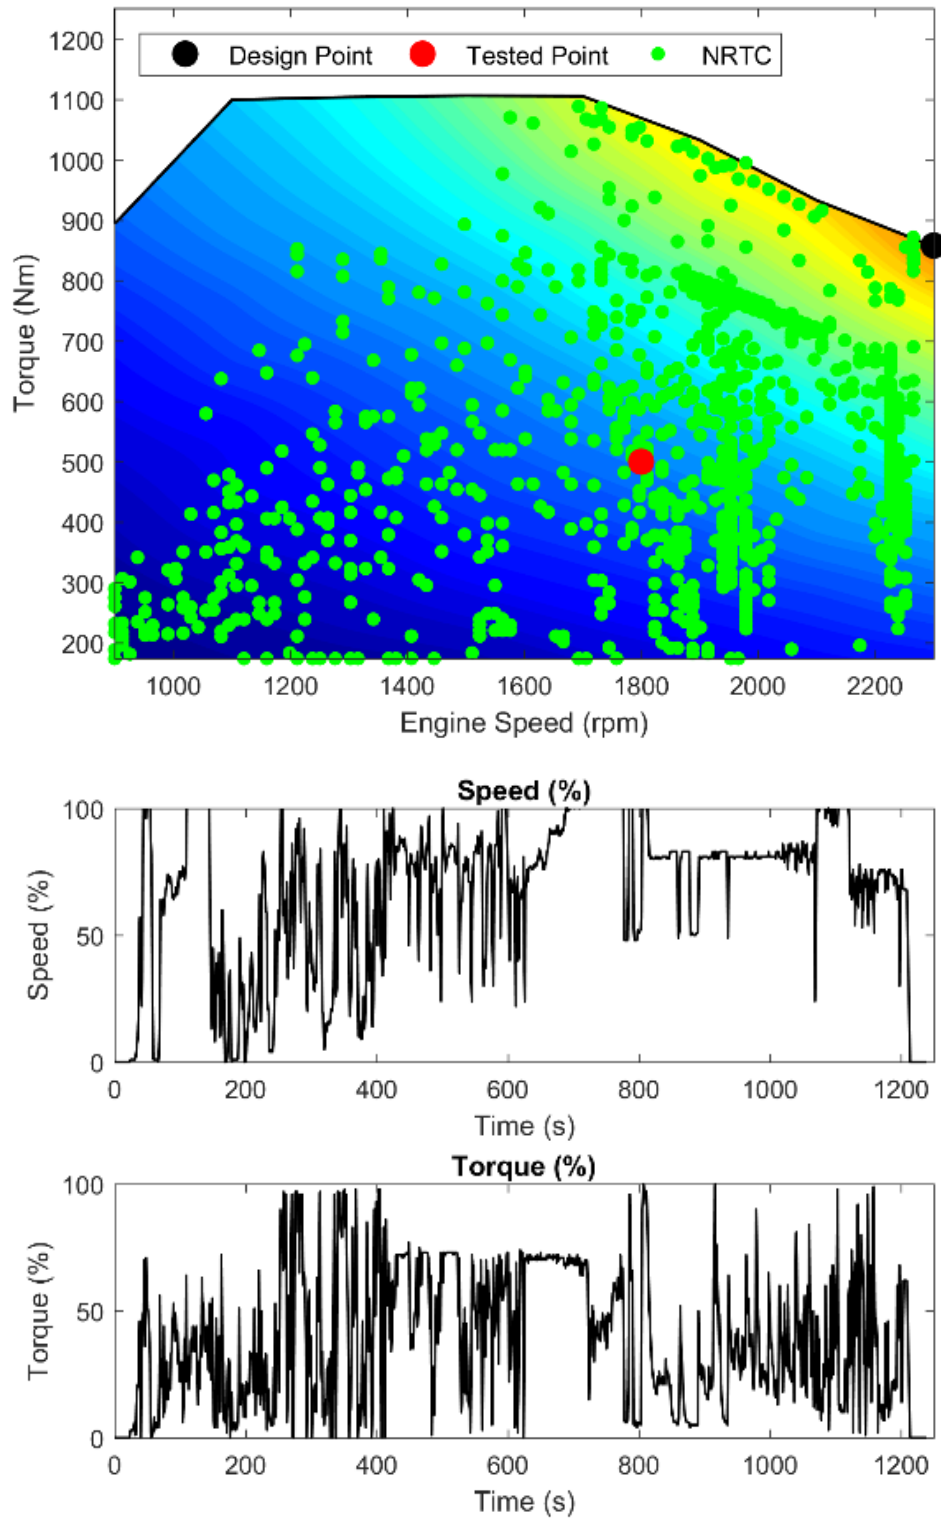 1200
Design Point Tested Point NRTC
1100
1000
900
800
700
600
500
400
300
200
Torque (Nm)
1000 1200 1400 1600 1800 2000 2200
Engine Speed (rpm)
Speed (%)
100
50
0
Speed (%)
0 200 400 600 800 1000 1200
Time (s)
Torque (%)
100
50
0
Torque (%)
0 200 400 600 800 1000 1200
Time (s)